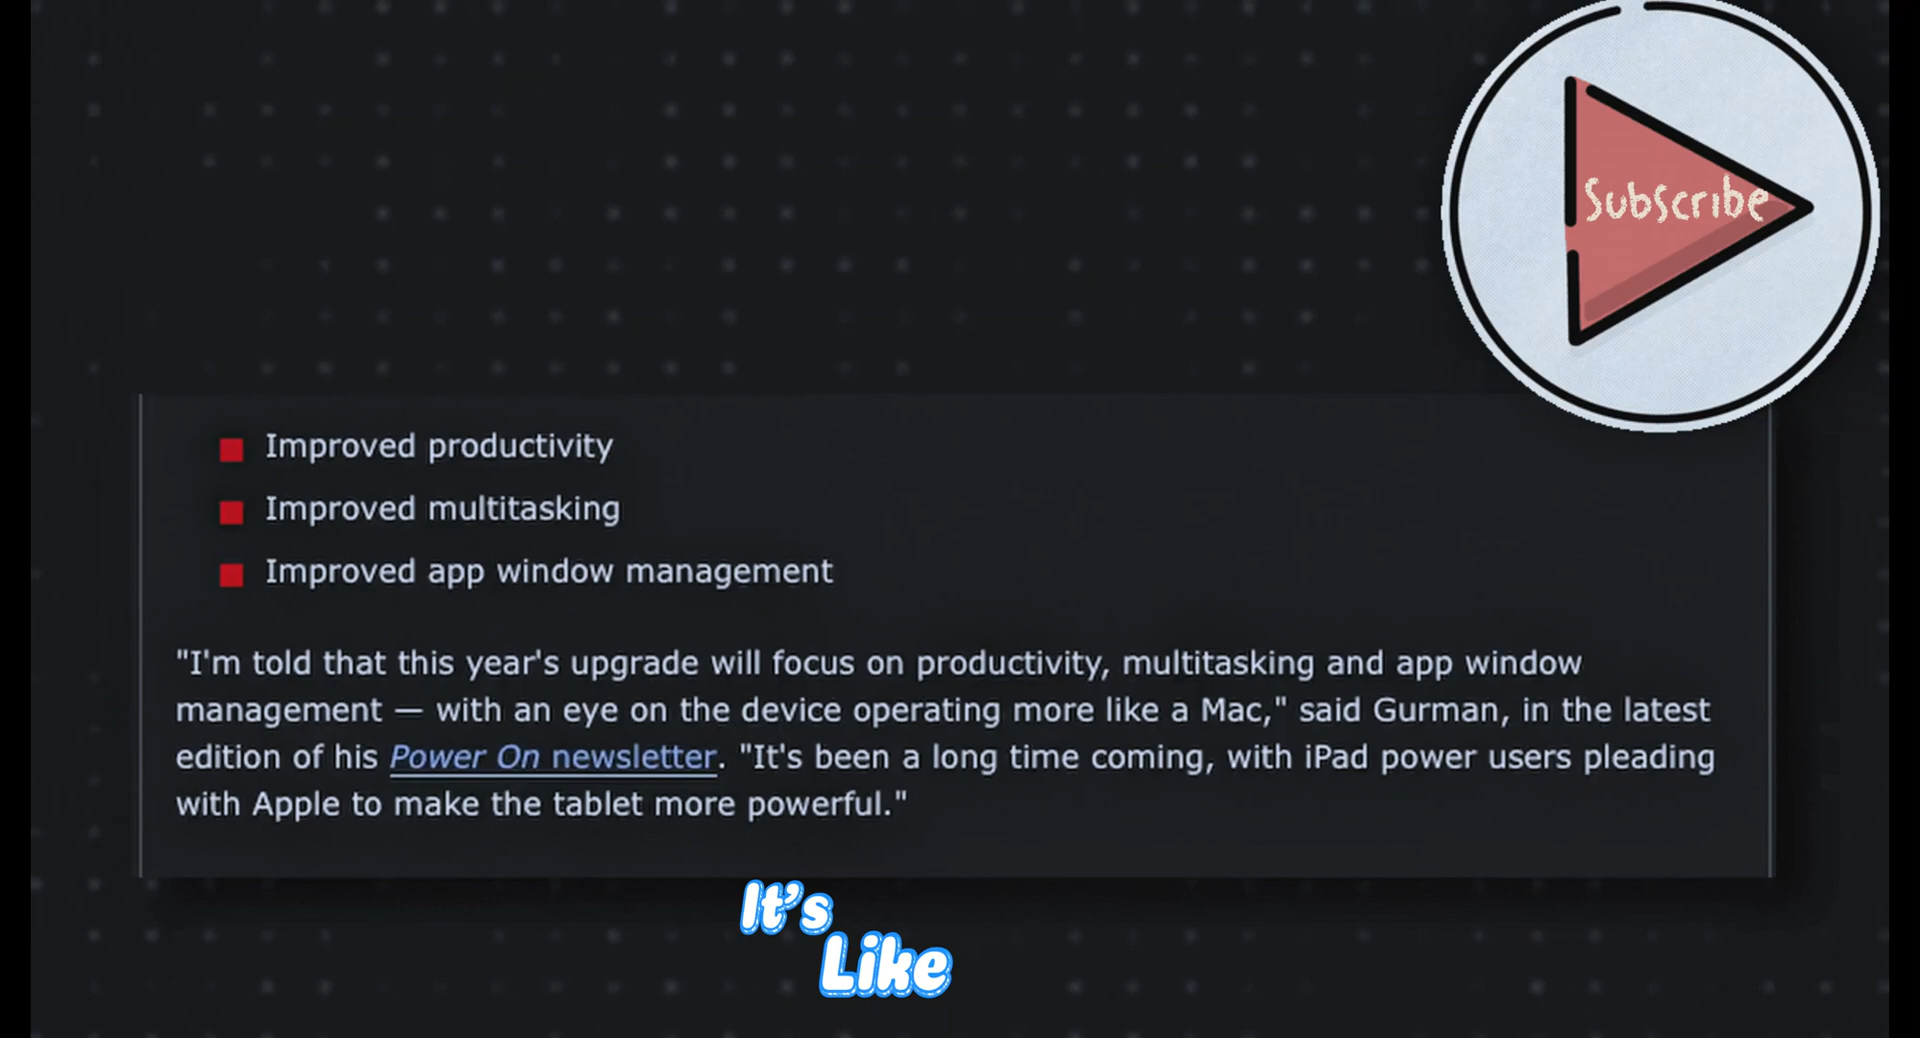 Subscribe
Improved productivity
Improved multitasking
Improved app window management
"I'm told that this year's upgrade will focus on productivity, multitasking and app window
management — with an eye on the device operating more like a Mac," said Gurman, in the latest
edition of his Power On newsletter. "It's been a long time coming, with iPad power users pleading
with Apple to make the tablet more powerful."
It's
Like